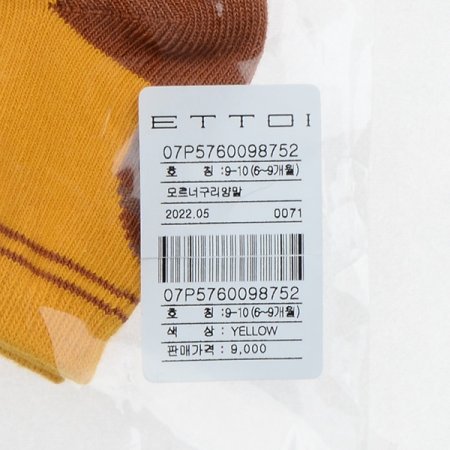 ETTOI
07P5760098752
호 칭 : 9-10 (6~9개월)
모르너구리양말
2022.05 0071
07P5760098752
호 칭 : 9-10 (6~9개월)
색 상 : YELLOW
판매가격 : 9,000